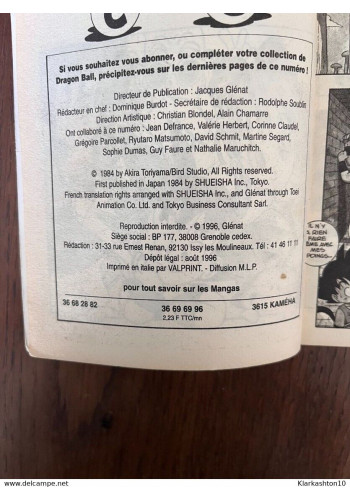 Si vous souhaitez vous abonner, ou compléter votre collection de
Dragon Ball, précipitez-vous sur les dernières pages de ce numéro !
Directeur de Publication : Jacques Glénat
Rédacteur en chef : Dominique Burdot - Secrétaire de rédaction : Rodolphe Soublin
Direction Artistique : Christian Blondel, Alain Chamarre
Ont collaboré à ce numéro : Jean Defrance, Valérie Herbert, Corinne Claudel,
Grégoire Parcollet, Ryutaro Matsumoto, David Schmit, Martine Segard,
Sophie Dumas, Guy Faure et Nathalie Maruchitch.
© 1984 by Akira Toriyama/Bird Studio, All Rights reserved.
First published in Japan 1984 by SHUEISHA Inc., Tokyo.
French translation rights arranged with SHUEISHA Inc., and Glénat through Toei
Animation Co. Ltd. and Tokyo Business Consultant Sarl.
Reproduction interdite. - © 1996, Glénat
Siège social : BP 177, 38008 Grenoble cedex.
Rédaction : 31-33 rue Ernest Renan, 92130 Issy les Moulineaux. Tél : 41 46 11 11
Dépôt légal : août 1996
Imprimé en italie par VALPRINT. - Diffusion M.L.P.
pour tout savoir sur les Mangas
36 68 28 82
36 69 69 96
3615 KAMÉHA
2,23 F TTC/mn
IL N'Y
A RIEN
FAIRE
AVEC
MES
POINGS...
Klarkashton10